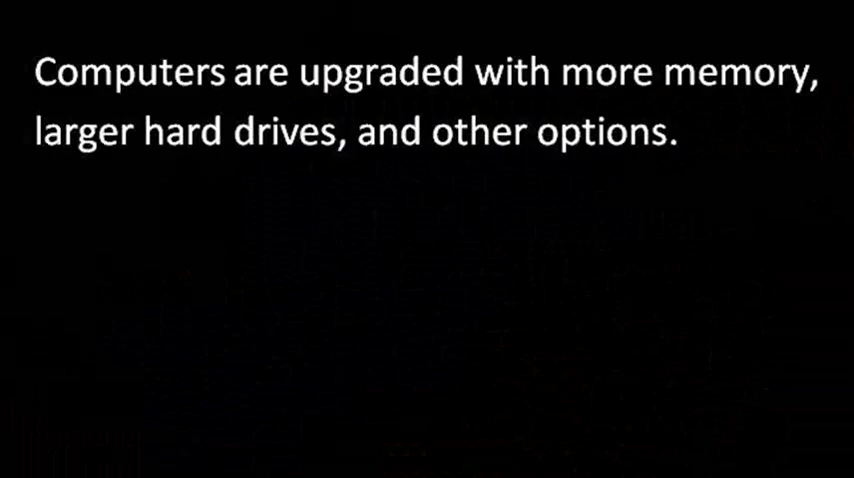 Computers are upgraded with more memory,
larger hard drives, and other options.